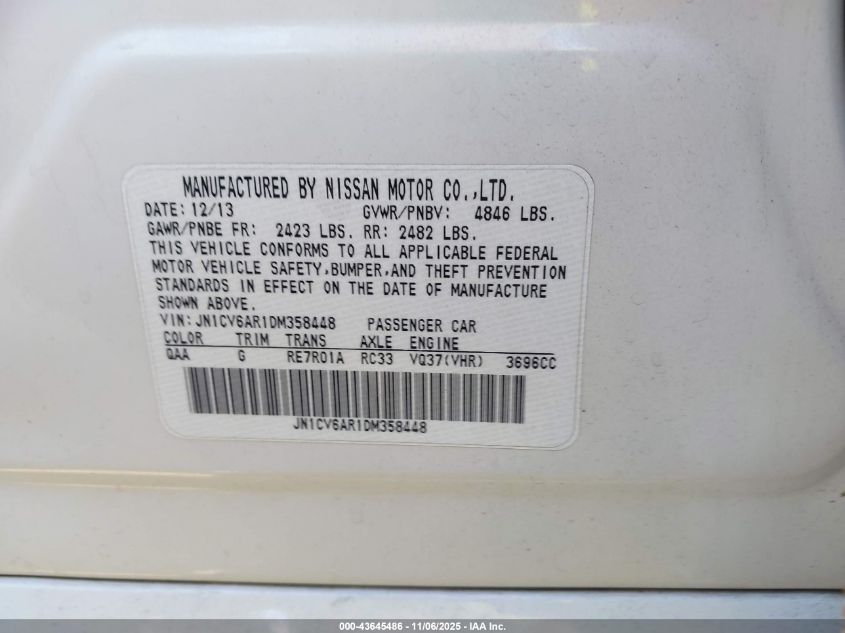 MANUFACTURED BY NISSAN MOTOR CO.,LTD.
DATE: 12/13 GVWR/PNBV: 4846 LBS.
GAWR/PNBE FR: 2423 LBS. RR: 2482 LBS.
THIS VEHICLE CONFORMS TO ALL APPLICABLE FEDERAL
MOTOR VEHICLE SAFETY,BUMPER,AND THEFT PREVENTION
STANDARDS IN EFFECT ON THE DATE OF MANUFACTURE
SHOWN ABOVE.
VIN: JN1CV6AR1DM358448 PASSENGER CAR
COLOR TRIM TRANS AXLE ENGINE
QAA G RE7R01A RC33 VQ37(VHR) 3696CC
JN1CV6AR1DM358448
000-43645486 - 11/06/2025 - IAA Inc.